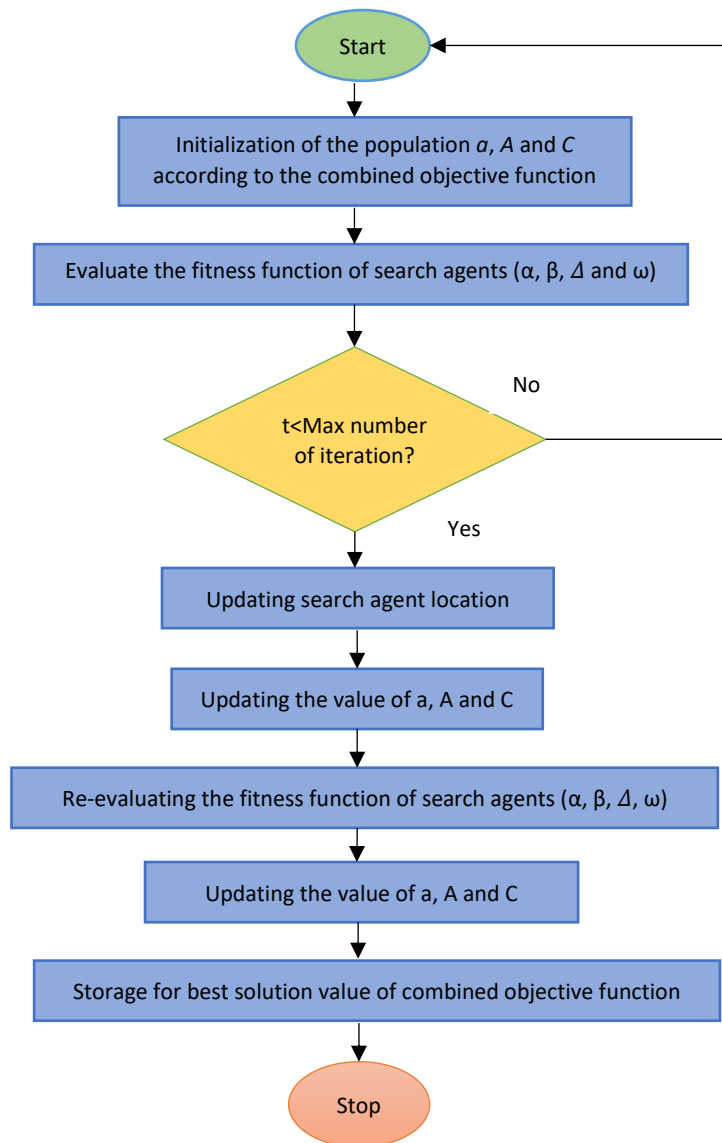 Start
Initialization of the population a, A and C
according to the combined objective function
Evaluate the fitness function of search agents (α, β, Δ and ω)
No
t<Max number
of iteration?
Yes
Updating search agent location
Updating the value of a, A and C
Re-evaluating the fitness function of search agents (α, β, Δ, ω)
Updating the value of a, A and C
Storage for best solution value of combined objective function
Stop